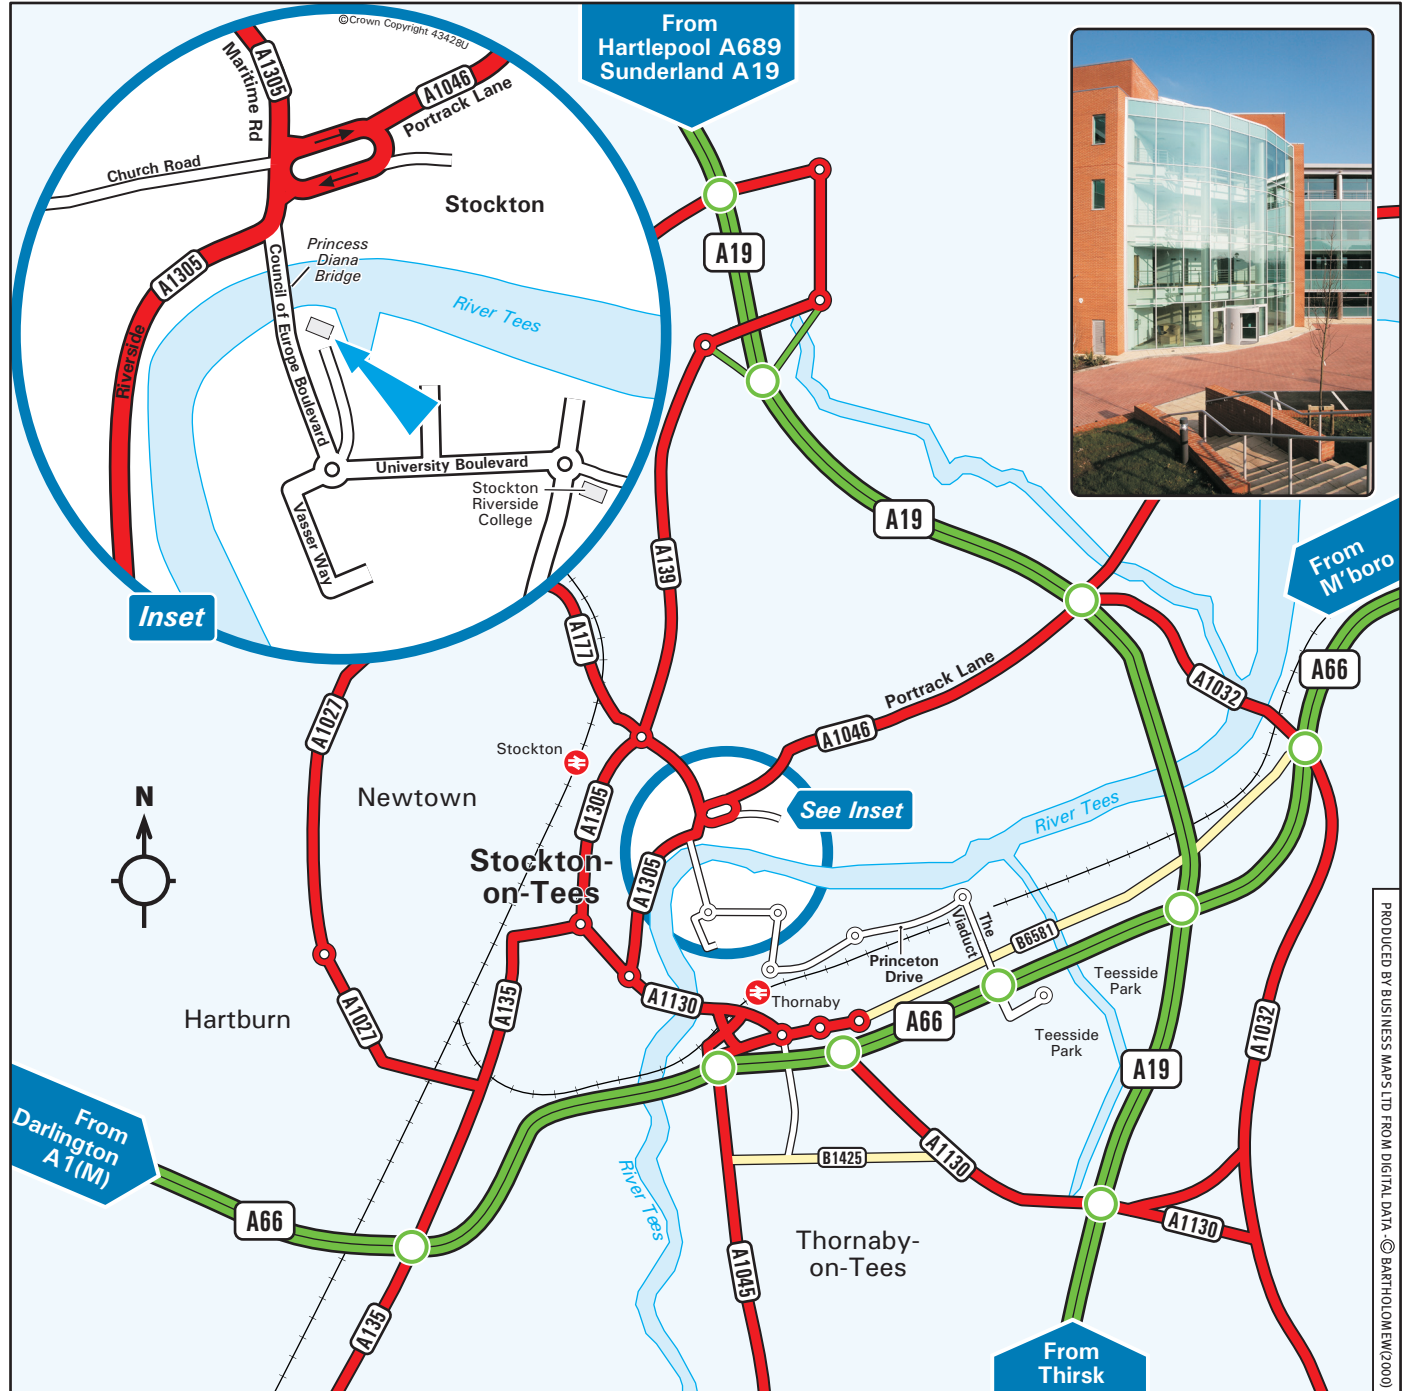 ©Crown Copyright 43428U
From
Hartlepool A689
Sunderland A19
A1305
Maritime Rd
A1046
Portrack Lane
Church Road
Stockton
Princess
Diana
Bridge
A1305
Council of Europe Boulevard
River Tees
Riverside
University Boulevard
Stockton
Riverside
College
Vasser Way
Inset
A19
A19
A139
From
M'boro
A177
A66
Portrack Lane
A1032
A1027
A1046
Stockton
Newtown
N
A1305
See Inset
River Tees
Stockton-
on-Tees
A1305
The
Viaduct
B6581
Princeton
Drive
Teesside
Park
Thornaby
A1130
A135
A66
Hartburn
A1027
Teesside
Park
A1032
A19
From
Darlington
A1(M)
B1425
A1130
River Tees
A66
A1130
Thornaby-
on-Tees
A1045
A135
From
Thirsk
PRODUCED BY BUSINESS MAPS LTD FROM DIGITAL DATA - © BARTHOLOMEW(2000)